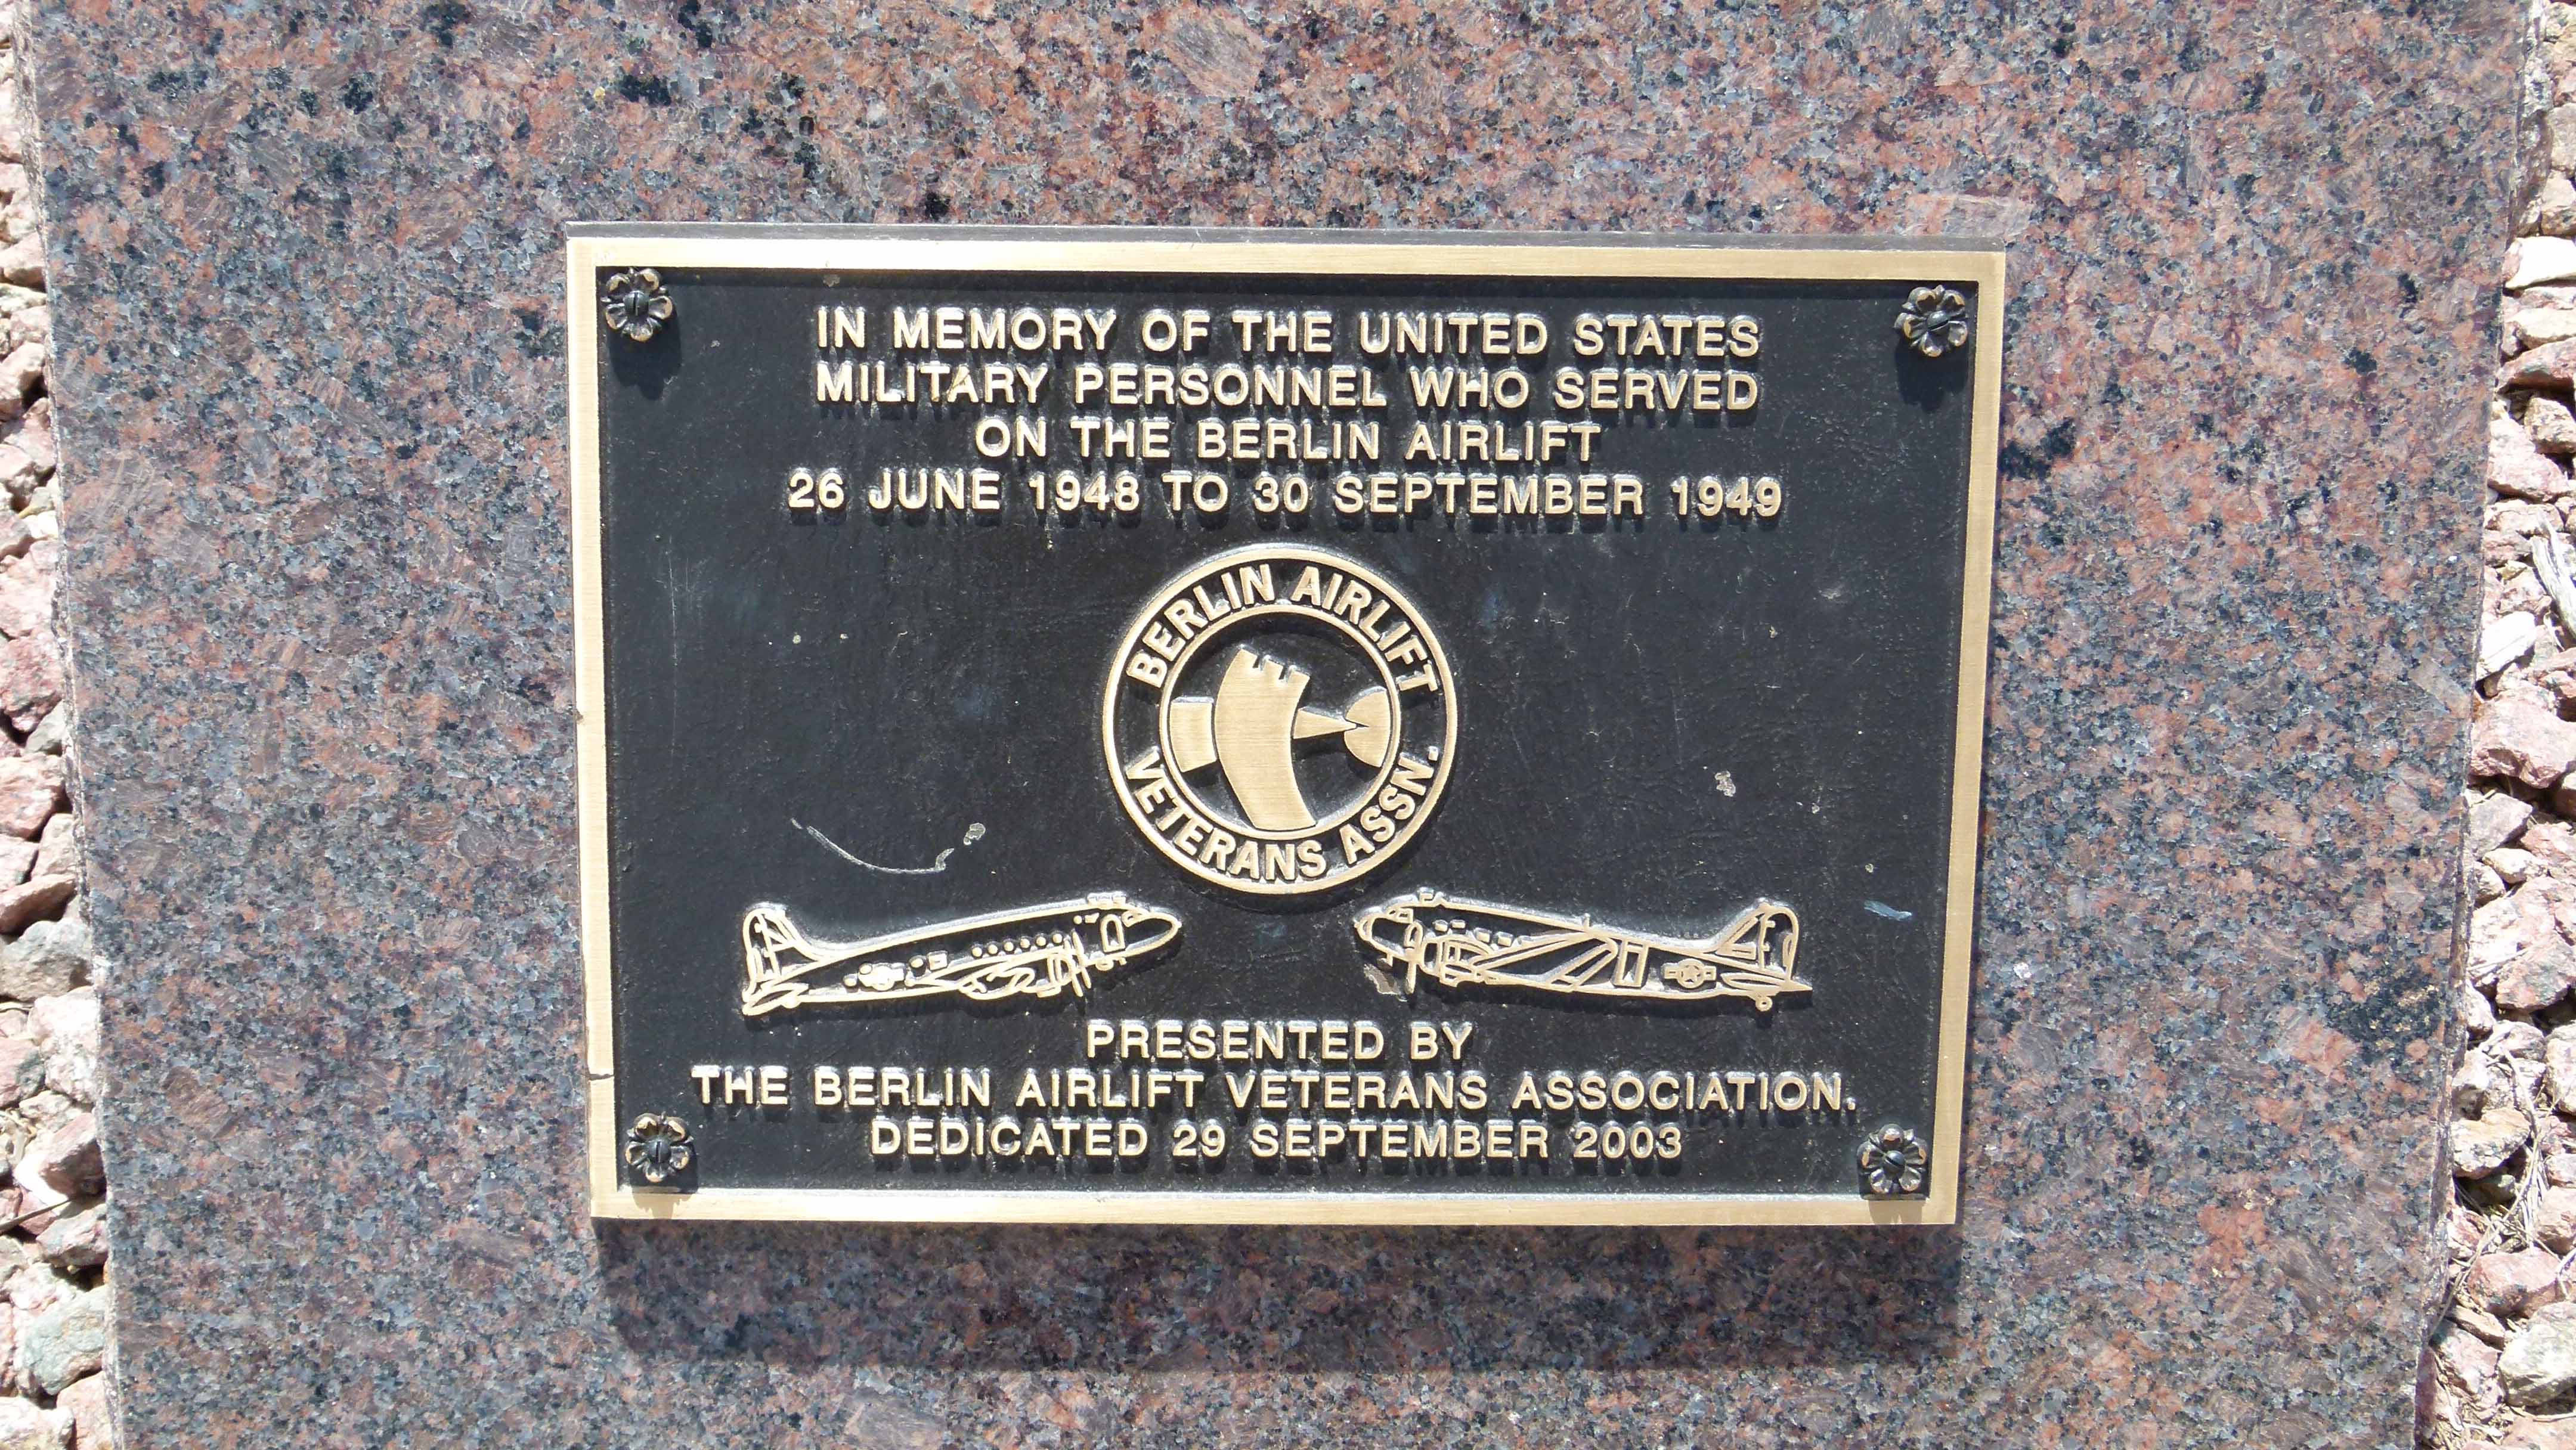 IN MEMORY OF THE UNITED STATES
MILITARY PERSONNEL WHO SERVED
ON THE BERLIN AIRLIFT
26 JUNE 1948 TO 30 SEPTEMBER 1949
BERLIN AIRLIFT
VETERANS ASSN.
PRESENTED BY
THE BERLIN AIRLIFT VETERANS ASSOCIATION.
DEDICATED 29 SEPTEMBER 2003